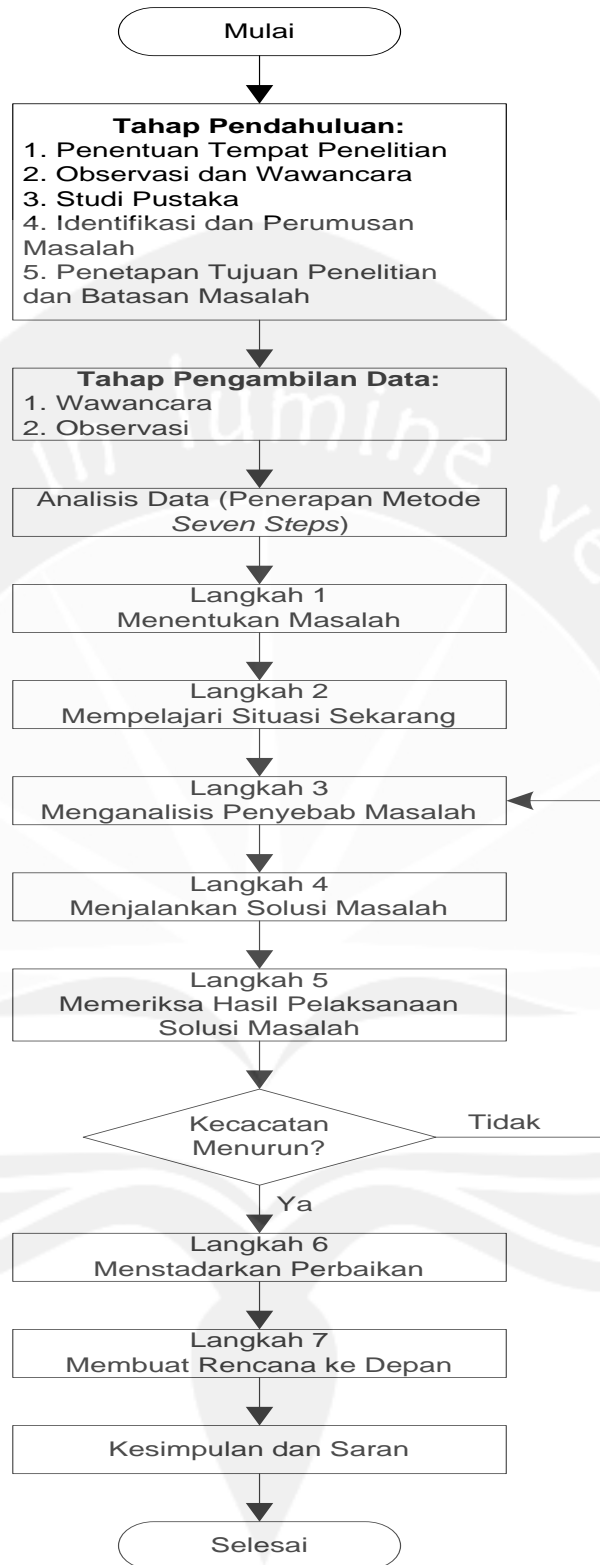 Mulai
Tahap Pendahuluan:
1. Penentuan Tempat Penelitian
2. Observasi dan Wawancara
3. Studi Pustaka
4. Identifikasi dan Perumusan
Masalah
5. Penetapan Tujuan Penelitian
dan Batasan Masalah
Tahap Pengambilan Data:
1. Wawancara
2. Observasi
in lumine ve
Analisis Data (Penerapan Metode
Seven Steps)
Langkah 1
Menentukan Masalah
Langkah 2
Mempelajari Situasi Sekarang
Langkah 3
Menganalisis Penyebab Masalah
Langkah 4
Menjalankan Solusi Masalah
Langkah 5
Memeriksa Hasil Pelaksanaan
Solusi Masalah
Kecacatan
Menurun?
Tidak
Ya
Langkah 6
Menstadarkan Perbaikan
Langkah 7
Membuat Rencana ke Depan
Kesimpulan dan Saran
Selesai